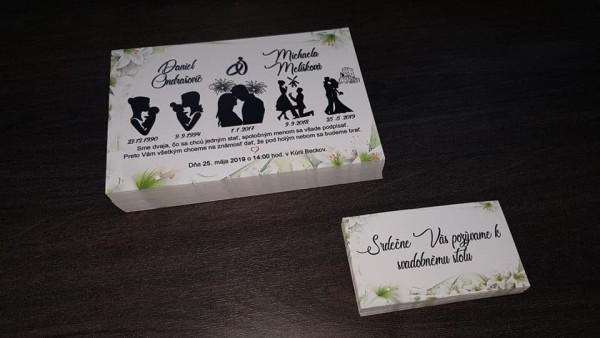 Daniel Ondrašovič
Michaela Melišková
23.12.1990
9.9.1994
1.1.2017
9.9.2018
25.5.2019
Sme dvaja, čo sa chcú jedným stať, spoločným menom sa všade podpísať.
Preto Vám všetkým chceme na známosť dať, že pod holým nebom sa budeme brať.
Dňa 25. mája 2019 o 14:00 hod. v Kúrii Beckov.
Srdečne Vás pozývame k
svadobnému stolu